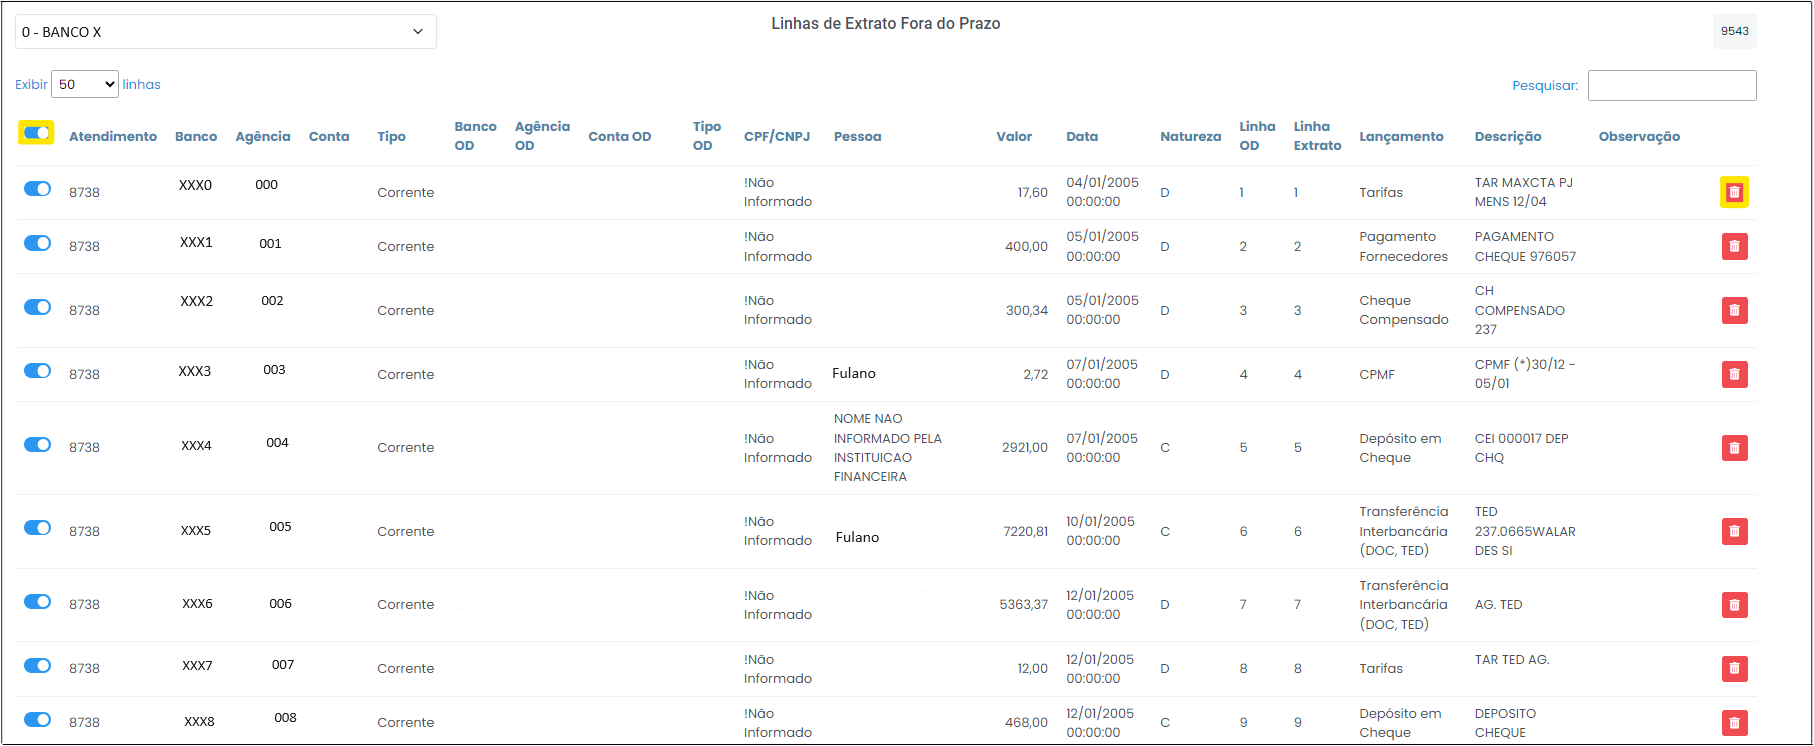 0 - BANCO X
Linhas de Extrato Fora do Prazo
9543
Exibir 50 linhas
Pesquisar:
Atendimento Banco Agência Conta Tipo Banco OD Agência OD Conta OD Tipo OD CPF/CNPJ Pessoa Valor Data Natureza Linha OD Linha Extrato Lançamento Descrição Observação
8738 XXX0 000 Corrente !Não Informado 17,60 04/01/2005 00:00:00 D 1 1 Tarifas TAR MAXCTA PJ MENS 12/04
8738 XXX1 001 Corrente !Não Informado 400,00 05/01/2005 00:00:00 D 2 2 Pagamento Fornecedores PAGAMENTO CHEQUE 976057
8738 XXX2 002 Corrente !Não Informado 300,34 05/01/2005 00:00:00 D 3 3 Cheque Compensado CH COMPENSADO 237
8738 XXX3 003 Corrente !Não Informado Fulano 2,72 07/01/2005 00:00:00 D 4 4 CPMF CPMF (*)30/12 - 05/01
8738 XXX4 004 Corrente !Não Informado NOME NAO INFORMADO PELA INSTITUICAO FINANCEIRA 2921,00 07/01/2005 00:00:00 C 5 5 Depósito em Cheque CEI 000017 DEP CHQ
8738 XXX5 005 Corrente !Não Informado Fulano 7220,81 10/01/2005 00:00:00 C 6 6 Transferência Interbancária (DOC, TED) TED 237.0665WALAR DES SI
8738 XXX6 006 Corrente !Não Informado 5363,37 12/01/2005 00:00:00 D 7 7 Transferência Interbancária (DOC, TED) AG. TED
8738 XXX7 007 Corrente !Não Informado 12,00 12/01/2005 00:00:00 D 8 8 Tarifas TAR TED AG.
8738 XXX8 008 Corrente !Não Informado 468,00 12/01/2005 00:00:00 C 9 9 Depósito em Cheque DEPOSITO CHEQUE